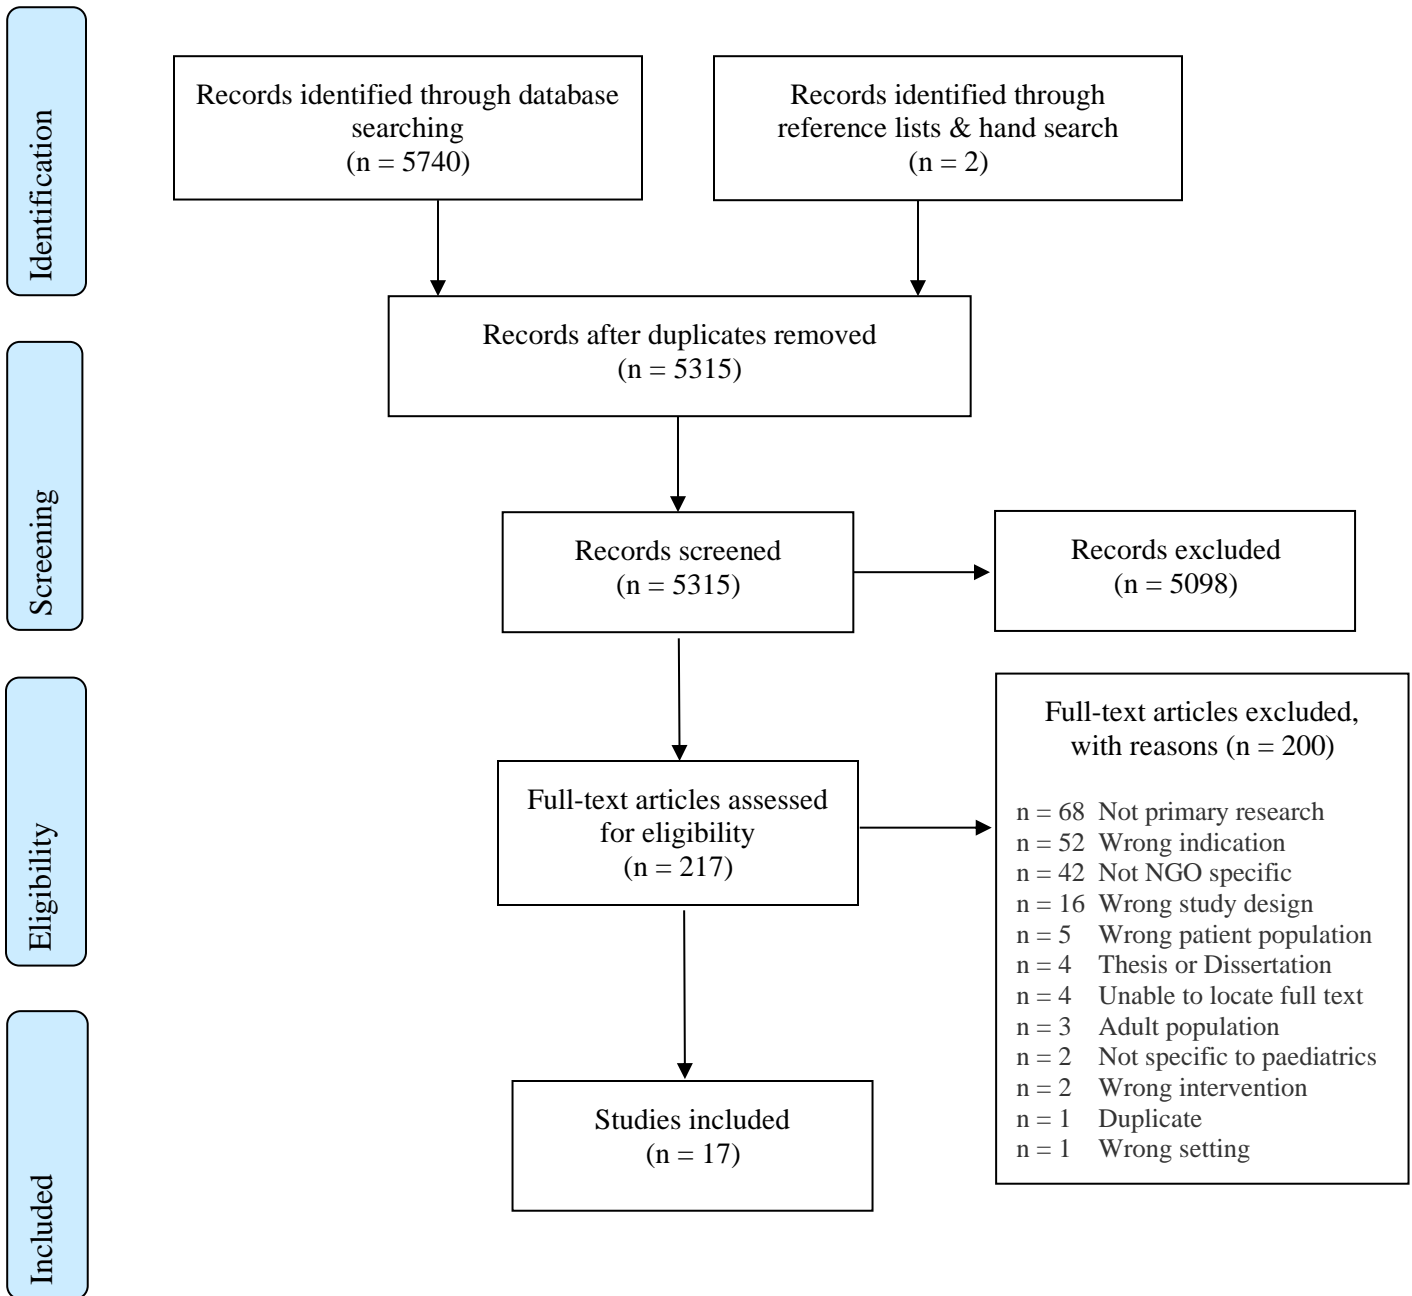 Identification
Records identified through database
searching
(n = 5740)
Records identified through
reference lists & hand search
(n = 2)
Records after duplicates removed
(n = 5315)
Screening
Records screened
(n = 5315)
Records excluded
(n = 5098)
Eligibility
Full-text articles assessed
for eligibility
(n = 217)
Full-text articles excluded,
with reasons (n = 200)
n = 68 Not primary research
n = 52 Wrong indication
n = 42 Not NGO specific
n = 16 Wrong study design
n = 5 Wrong patient population
n = 4 Thesis or Dissertation
n = 4 Unable to locate full text
n = 3 Adult population
n = 2 Not specific to paediatrics
n = 2 Wrong intervention
n = 1 Duplicate
n = 1 Wrong setting
Included
Studies included
(n = 17)